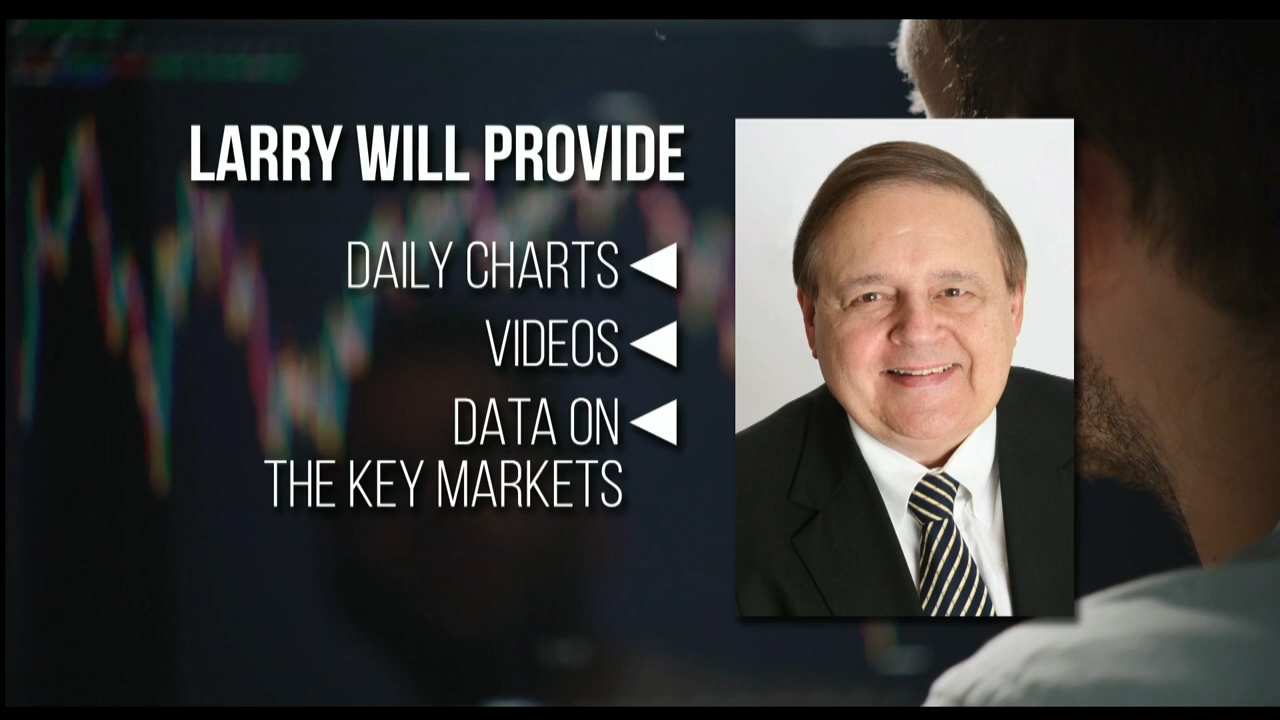 LARRY WILL PROVIDE
DAILY CHARTS
VIDEOS
DATA ON
THE KEY MARKETS